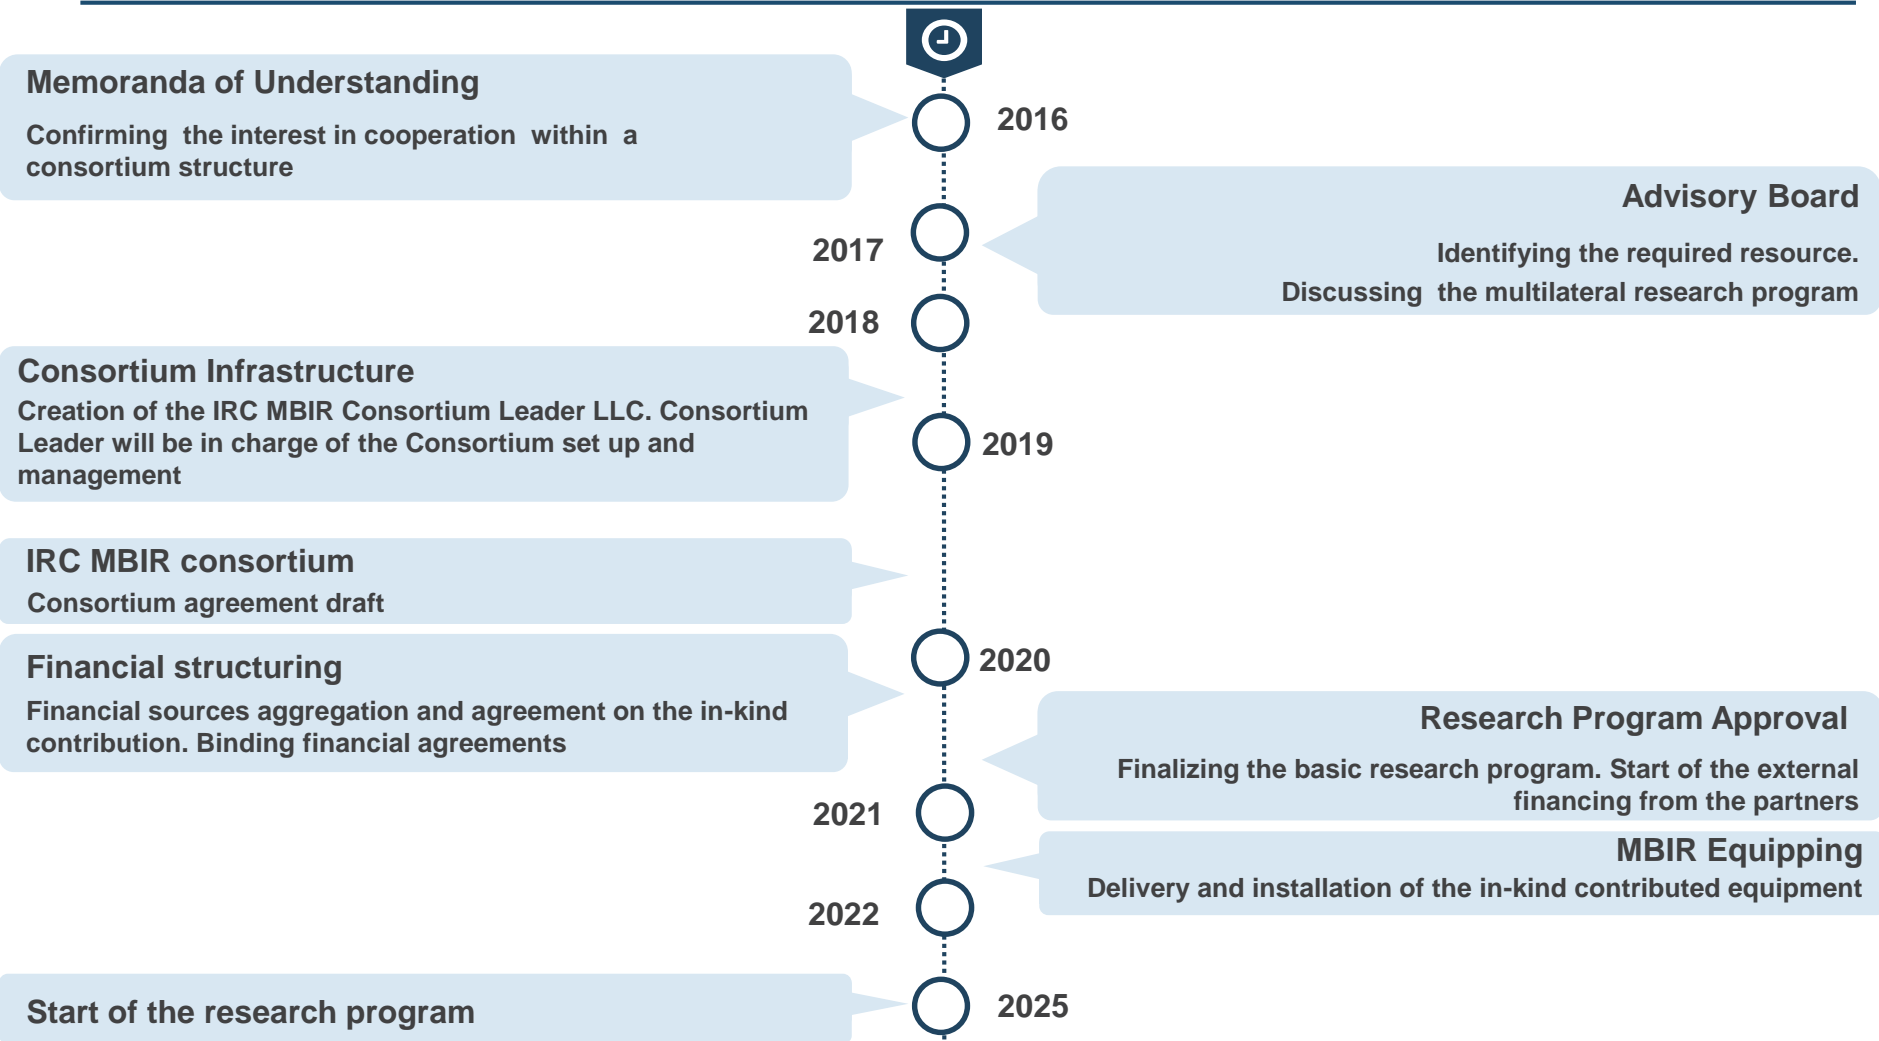 Memoranda of Understanding
Confirming the interest in cooperation within a
consortium structure
2016
Advisory Board
Identifying the required resource.
Discussing the multilateral research program
2017
2018
Consortium Infrastructure
Creation of the IRC MBIR Consortium Leader LLC. Consortium
Leader will be in charge of the Consortium set up and
management
2019
IRC MBIR consortium
Consortium agreement draft
Financial structuring
Financial sources aggregation and agreement on the in-kind
contribution. Binding financial agreements
2020
Research Program Approval
Finalizing the basic research program. Start of the external
financing from the partners
2021
MBIR Equipping
Delivery and installation of the in-kind contributed equipment
2022
Start of the research program
2025